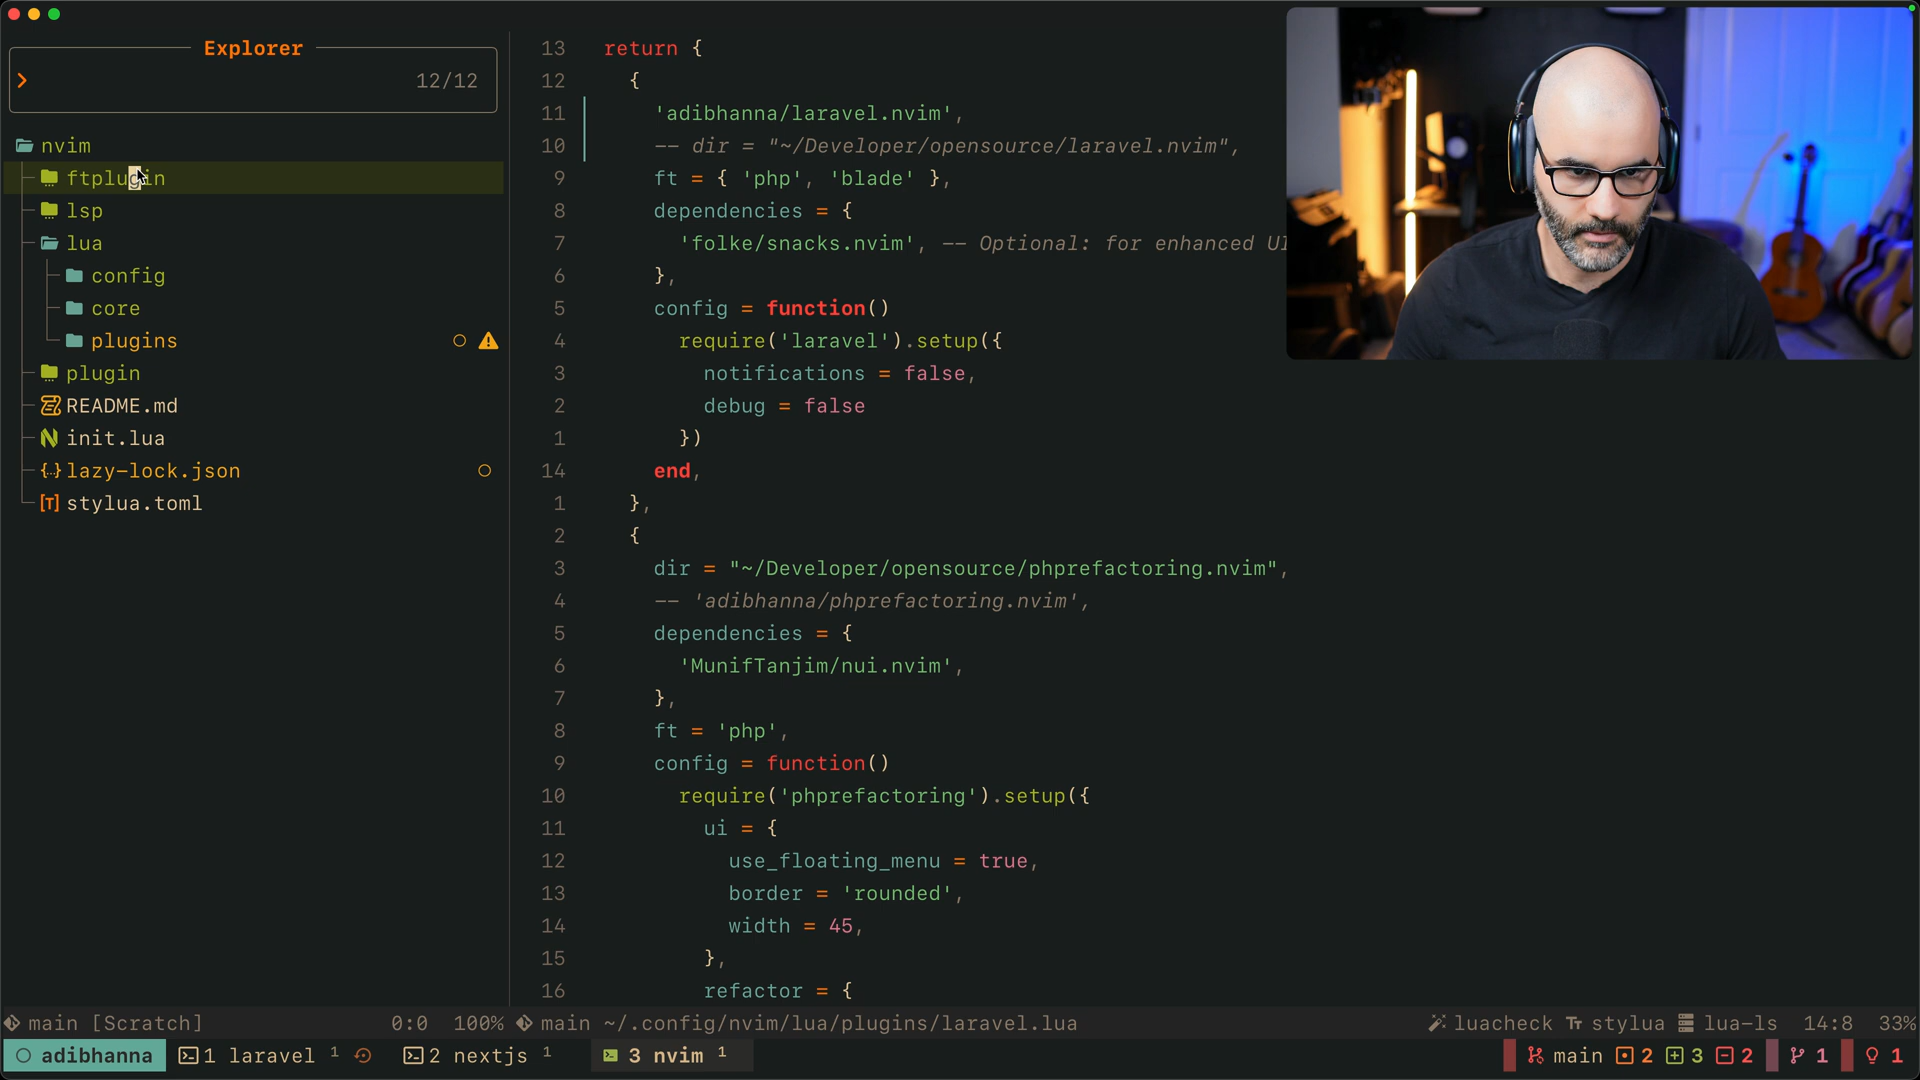 Explorer
12/12
nvim
ftplugin
lsp
lua
config
core
plugins
plugin
README.md
init.lua
lazy-lock.json
stylua.toml
13 return {
12 {
11 'adibhanna/laravel.nvim',
10 -- dir = "~/Developer/opensource/laravel.nvim",
9 ft = { 'php', 'blade' },
8 dependencies = {
7 'folke/snacks.nvim', -- Optional: for enhanced UI
6 },
5 config = function()
4 require('laravel').setup({
3 notifications = false,
2 debug = false
1 })
14 end,
1 },
2 {
3 dir = "~/Developer/opensource/phprefactoring.nvim",
4 -- 'adibhanna/phprefactoring.nvim',
5 dependencies = {
6 'MunifTanjim/nui.nvim',
7 },
8 ft = 'php',
9 config = function()
10 require('phprefactoring').setup({
11 ui = {
12 use_floating_menu = true,
13 border = 'rounded',
14 width = 45,
15 },
16 refactor = {
main [Scratch] 0:0 100% main ~/.config/nvim/lua/plugins/laravel.lua luacheck stylua lua-ls 14:8 33%
adibhanna 1 laravel 1 2 nextjs 1 3 nvim 1 main 2 3 2 1 1